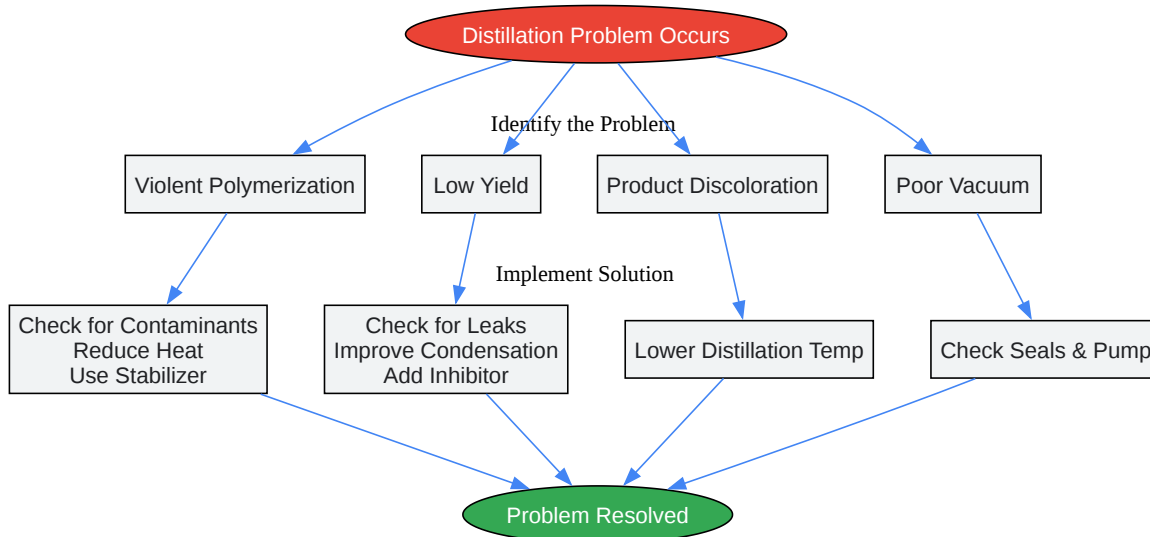 Distillation Problem Occurs
Identify the Problem
Violent Polymerization
Low Yield
Product Discoloration
Poor Vacuum
Implement Solution
Check for Contaminants
Reduce Heat
Use Stabilizer
Check for Leaks
Improve Condensation
Add Inhibitor
Lower Distillation Temp
Check Seals & Pump
Problem Resolved